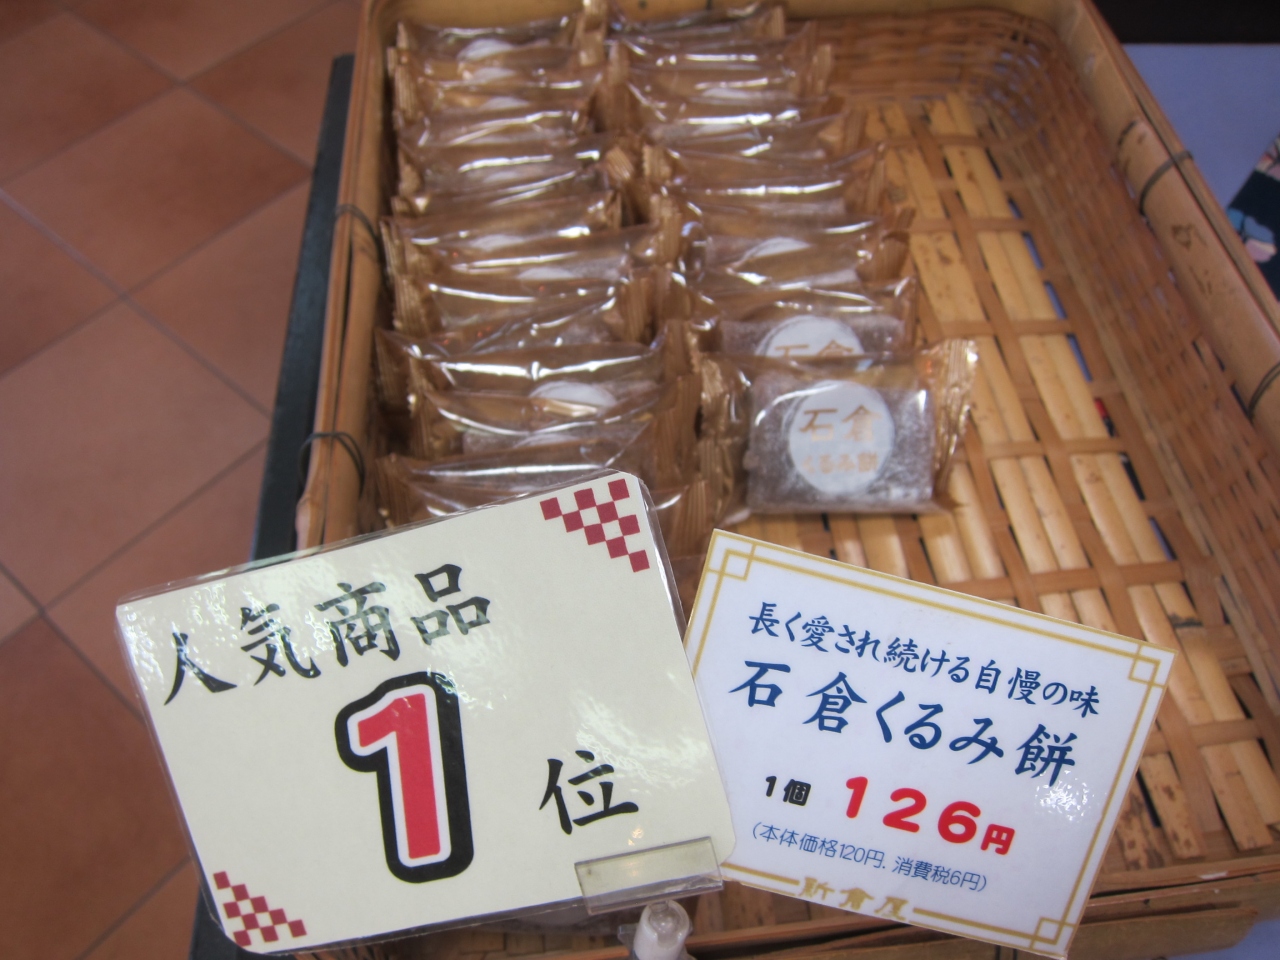 石倉
石倉
くるみ餅
人気商品
1位
長く愛され続ける自慢の味
石倉くるみ餅
1個 126円
(本体価格120円. 消費税6円)
新倉屋